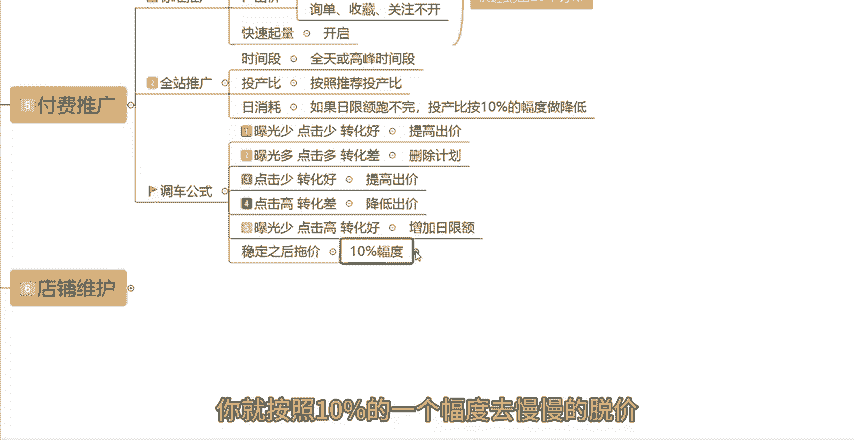 询单、收藏、关注不开
快速起量 开启
时间段 全天或高峰时间段
2 全站推广 投产比 按照推荐投产比
5 付费推广
日消耗 如果日限额跑不完,投产比按10%的幅度做降低
1 曝光少 点击少 转化好 提高出价
2 曝光多 点击多 转化差 删除计划
3 点击少 转化好 提高出价
调车公式
4 点击高 转化差 降低出价
5 曝光少 点击高 转化好 增加日限额
稳定之后拖价 10%幅度
6 店铺维护
你就按照10%的一个幅度去慢慢的脱价